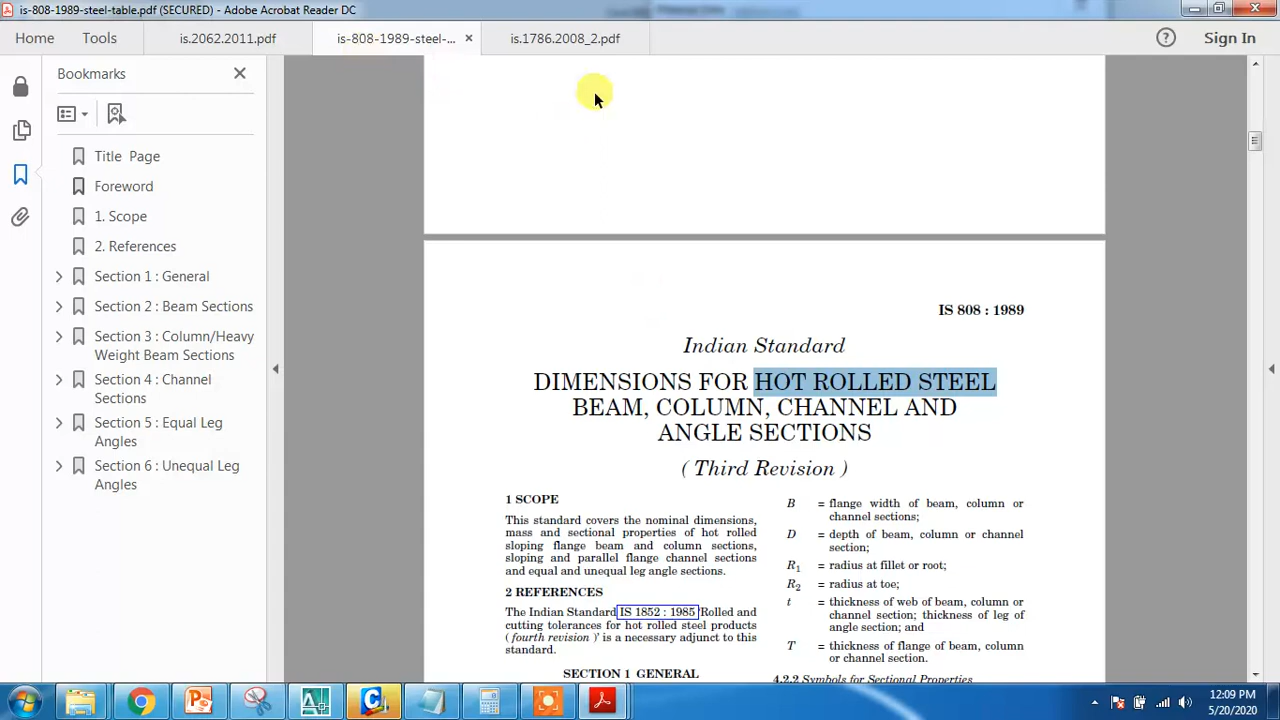 is-808-1989-steel-table.pdf (SECURED) - Adobe Acrobat Reader DC
Home Tools is.2062.2011.pdf is-808-1989-steel-... × is.1786.2008_2.pdf ? Sign In
Bookmarks ×
Title Page
Foreword
1. Scope
2. References
Section 1 : General
Section 2 : Beam Sections
Section 3 : Column/Heavy
Weight Beam Sections
Section 4 : Channel
Sections
Section 5 : Equal Leg
Angles
Section 6 : Unequal Leg
Angles
IS 808 : 1989
Indian Standard
DIMENSIONS FOR HOT ROLLED STEEL
BEAM, COLUMN, CHANNEL AND
ANGLE SECTIONS
( Third Revision )
1 SCOPE
This standard covers the nominal dimensions,
mass and sectional properties of hot rolled
sloping flange beam and column sections,
sloping and parallel flange channel sections
and equal and unequal leg angle sections.
2 REFERENCES
The Indian Standard IS 1852 : 1985 'Rolled and
cutting tolerances for hot rolled steel products
( fourth revision )' is a necessary adjunct to this
standard.
SECTION 1 GENERAL
B = flange width of beam, column or
channel sections;
D = depth of beam, column or channel
section;
R1 = radius at fillet or root;
R2 = radius at toe;
t = thickness of web of beam, column or
channel section; thickness of leg of
angle section; and
T = thickness of flange of beam, column
or channel section.
4.2.2 Symbols for Sectional Properties
12:09 PM
5/20/2020